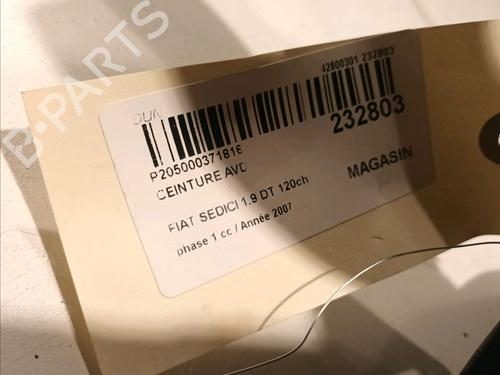 B-PARTS
42600301 232803
232803
P205000371816
CEINTURE AVD
MAGASIN
FIAT SEDICI 1.9 DT 120ch
phase 1 cc / Année 2007